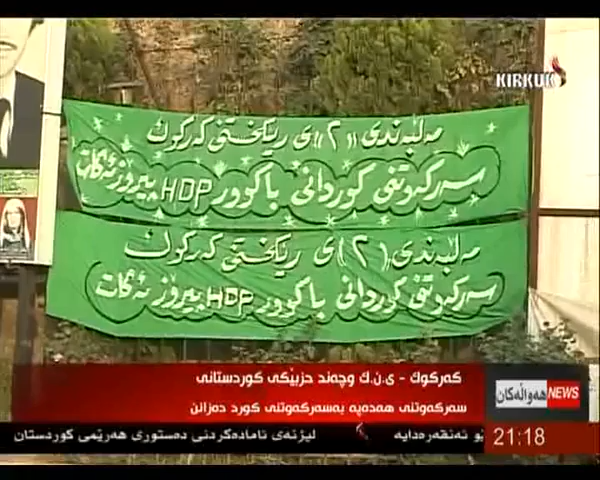 KIRKUK
مەڵبەندی «٢»ی ڕێکخستنی کەرکوک
سەرکەوتنی کوردانی باکوور HDP پیرۆز ئەکات
مەڵبەندی (٢)ی ڕێکخستنی کەرکوک
سەرکەوتنی کوردانی باکوور HDP پیرۆز ئەکات
کەرکوک - ی.ن.ک وچەند حزبێکی کوردستانی
سەرکەوتنی هەدەپە بەسەرکەوتنی کورد دەزانن
هەواڵەکان NEWS
ئەنقەرەدایە لیژنەی ئامادەکردنی دەستوری هەرێمی کوردستان
21:18